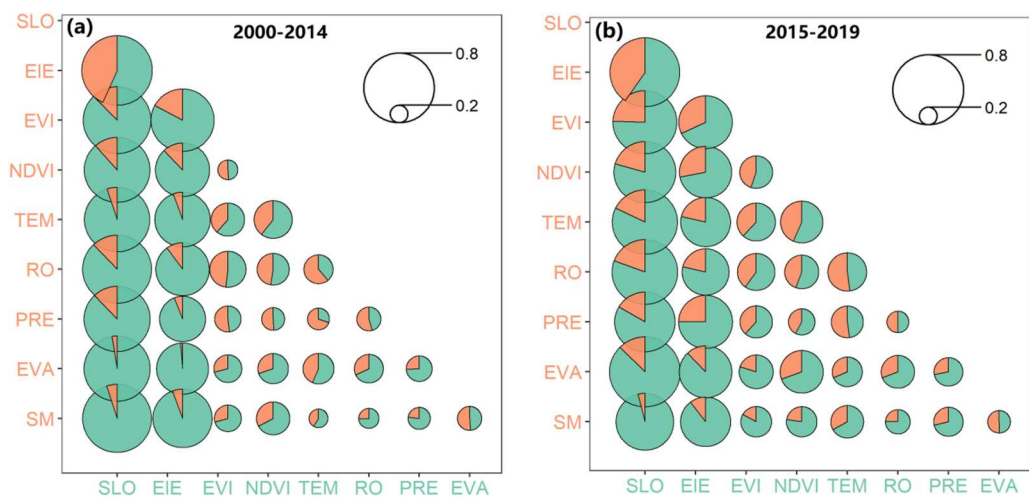 (a)
2000-2014
0.8
0.2
SLO
EIE
EVI
NDVI
TEM
RO
PRE
EVA
SM
SLO EIE EVI NDVI TEM RO PRE EVA
(b)
2015-2019
0.8
0.2
SLO
EIE
EVI
NDVI
TEM
RO
PRE
EVA
SM
SLO EIE EVI NDVI TEM RO PRE EVA